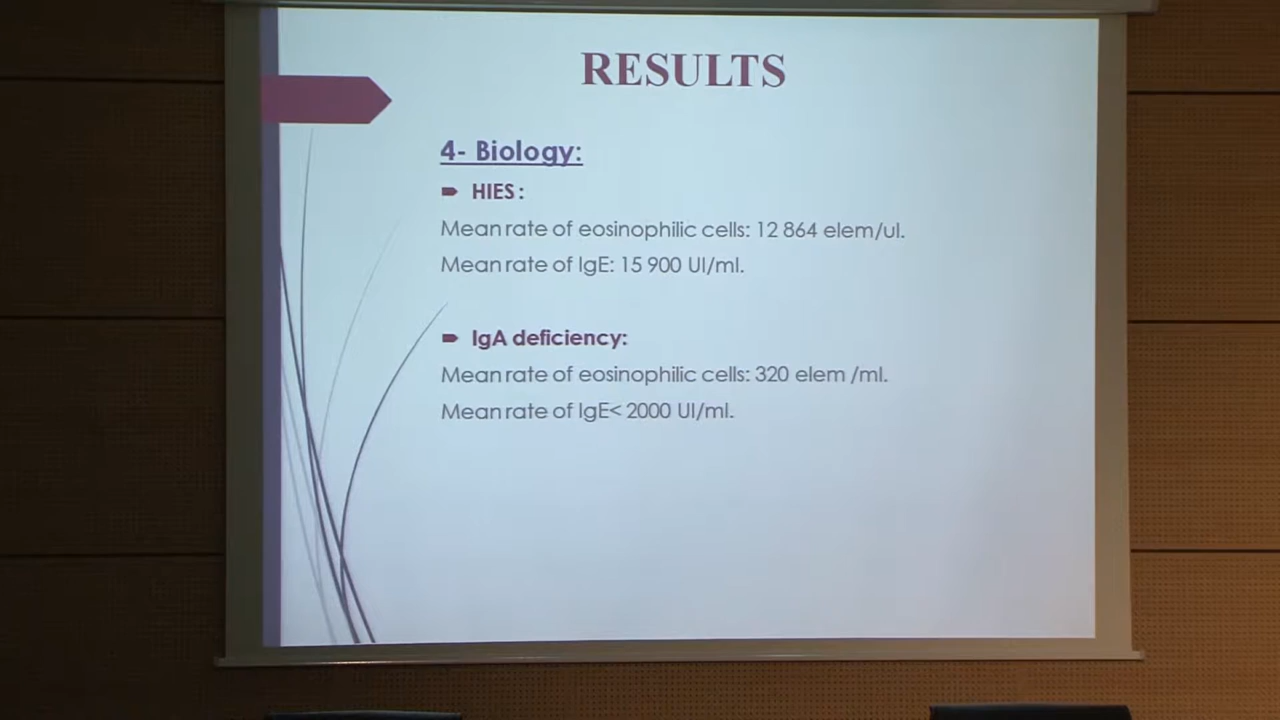 RESULTS
4- Biology:
HIES :
Mean rate of eosinophilic cells: 12 864 elem/ul.
Mean rate of IgE: 15 900 UI/ml.
IgA deficiency:
Mean rate of eosinophilic cells: 320 elem /ml.
Mean rate of IgE< 2000 UI/ml.